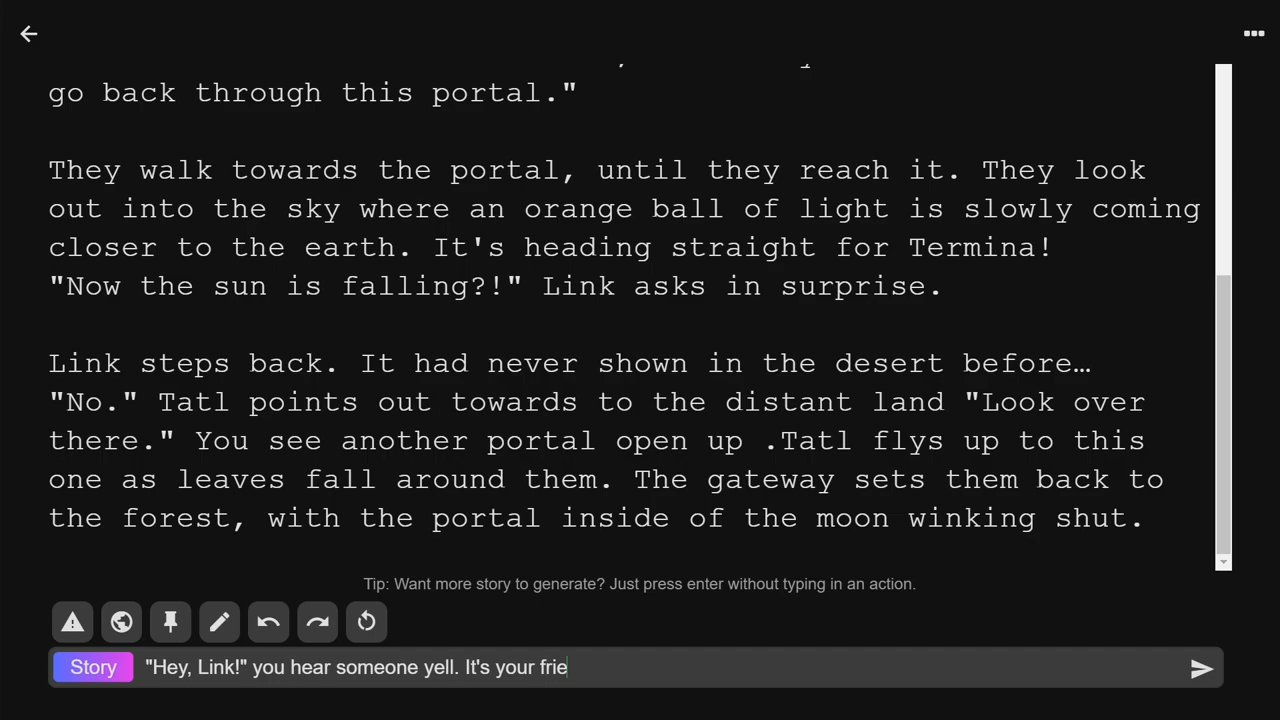 go back through this portal."
They walk towards the portal, until they reach it. They look
out into the sky where an orange ball of light is slowly coming
closer to the earth. It's heading straight for Termina!
"Now the sun is falling?!" Link asks in surprise.
Link steps back. It had never shown in the desert before…
"No." Tatl points out towards to the distant land "Look over
there." You see another portal open up .Tatl flys up to this
one as leaves fall around them. The gateway sets them back to
the forest, with the portal inside of the moon winking shut.
Tip: Want more story to generate? Just press enter without typing in an action.
Story "Hey, Link!" you hear someone yell. It's your frie